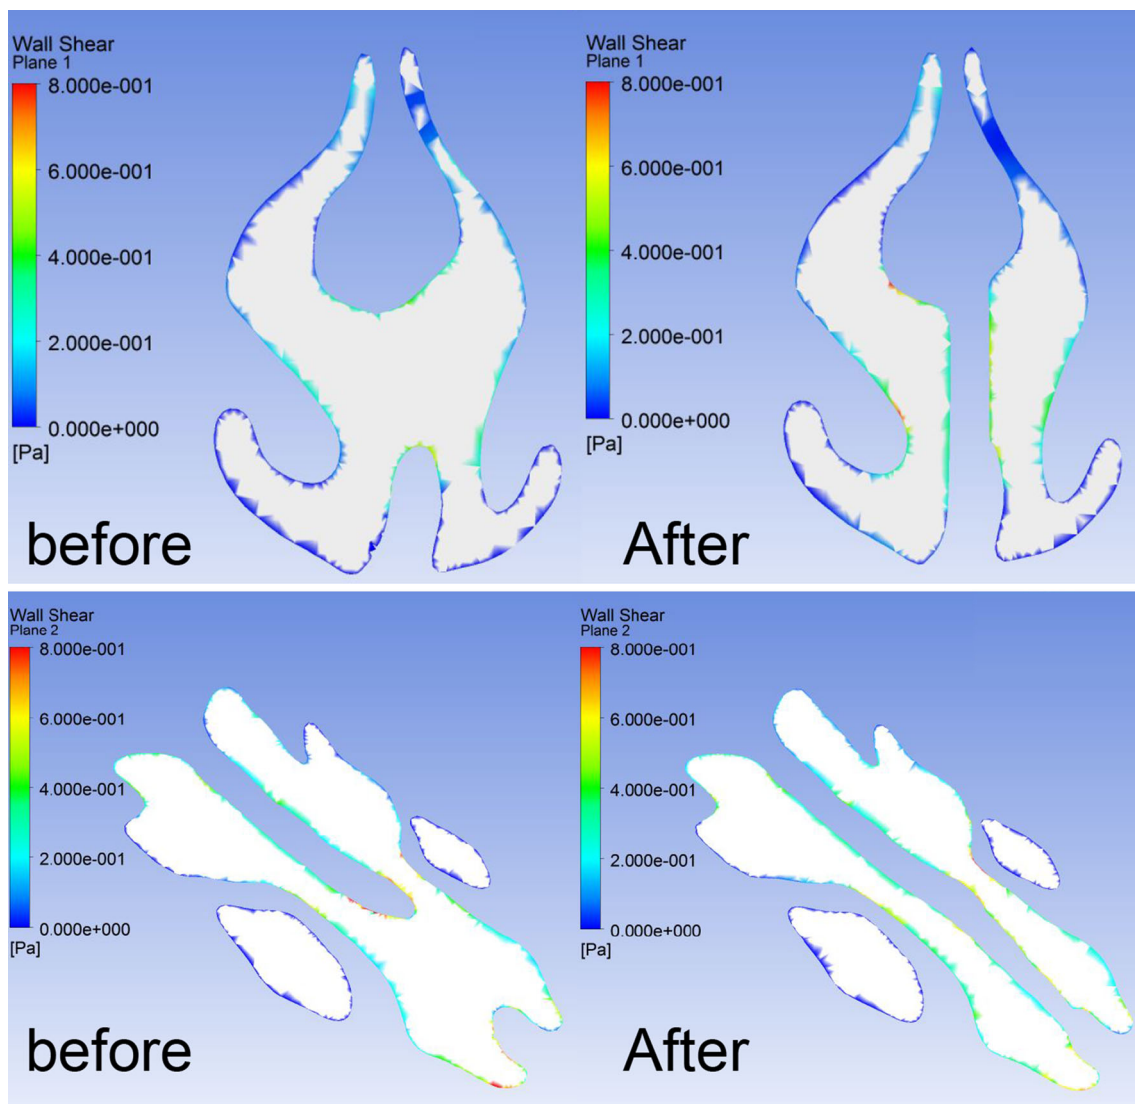 Wall Shear
Plane 1
8.000e-001
6.000e-001
4.000e-001
2.000e-001
0.000e+000
[Pa]
before
Wall Shear
Plane 1
8.000e-001
6.000e-001
4.000e-001
2.000e-001
0.000e+000
[Pa]
After
Wall Shear
Plane 2
8.000e-001
6.000e-001
4.000e-001
2.000e-001
0.000e+000
[Pa]
before
Wall Shear
Plane 2
8.000e-001
6.000e-001
4.000e-001
2.000e-001
0.000e+000
[Pa]
After